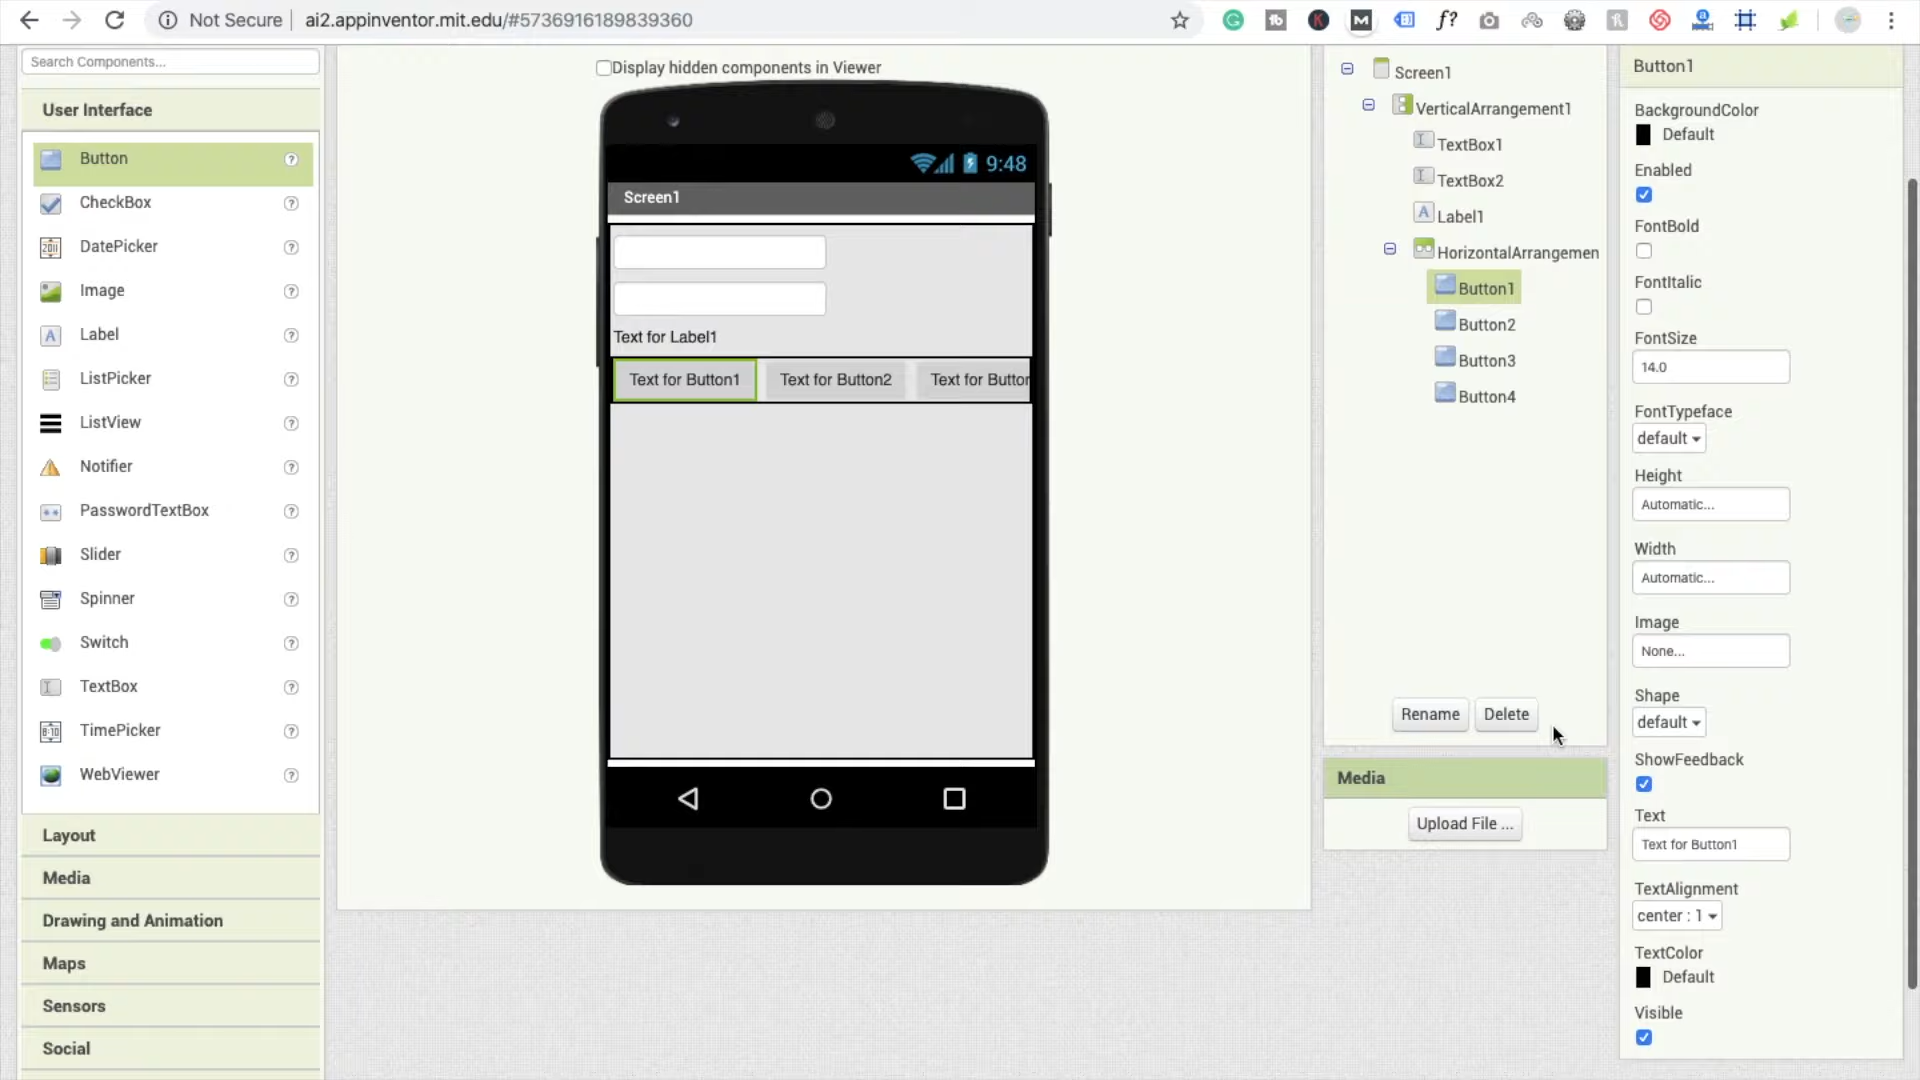 Not Secure
ai2.appinventor.mit.edu/#5736916189839360
Search Components...
User Interface
Button
CheckBox
DatePicker
Image
Label
ListPicker
ListView
Notifier
PasswordTextBox
Slider
Spinner
Switch
TextBox
TimePicker
WebViewer
Layout
Media
Drawing and Animation
Maps
Sensors
Social
Display hidden components in Viewer
9:48
Screen1
Text for Label1
Text for Button1
Text for Button2
Text for Button
Screen1
VerticalArrangement1
TextBox1
TextBox2
Label1
HorizontalArrangemen
Button1
Button2
Button3
Button4
Rename
Delete
Media
Upload File ...
Button1
BackgroundColor
Default
Enabled
FontBold
FontItalic
FontSize
14.0
FontTypeface
default
Height
Automatic...
Width
Automatic...
Image
None...
Shape
default
ShowFeedback
Text
Text for Button1
TextAlignment
center : 1
TextColor
Default
Visible